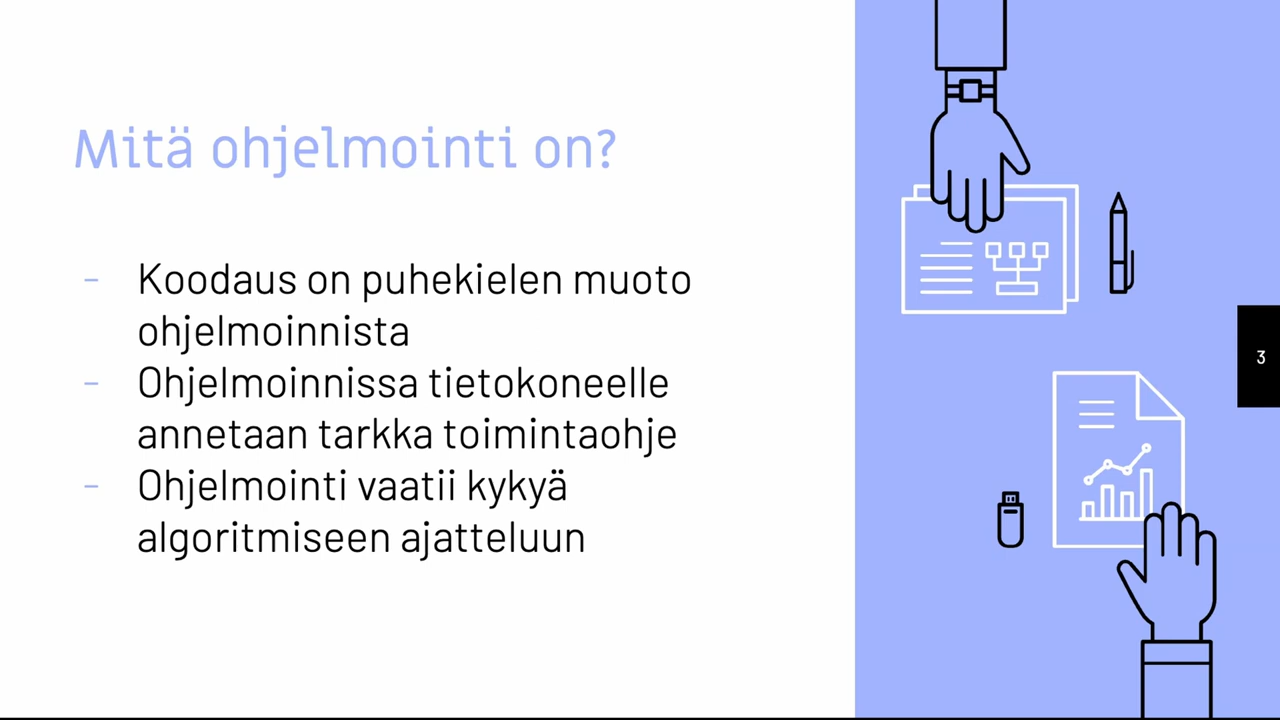 Mitä ohjelmointi on?
- Koodaus on puhekielen muoto
ohjelmoinnista
- Ohjelmoinnissa tietokoneelle
annetaan tarkka toimintaohje
- Ohjelmointi vaatii kykyä
algoritmiseen ajatteluun
3